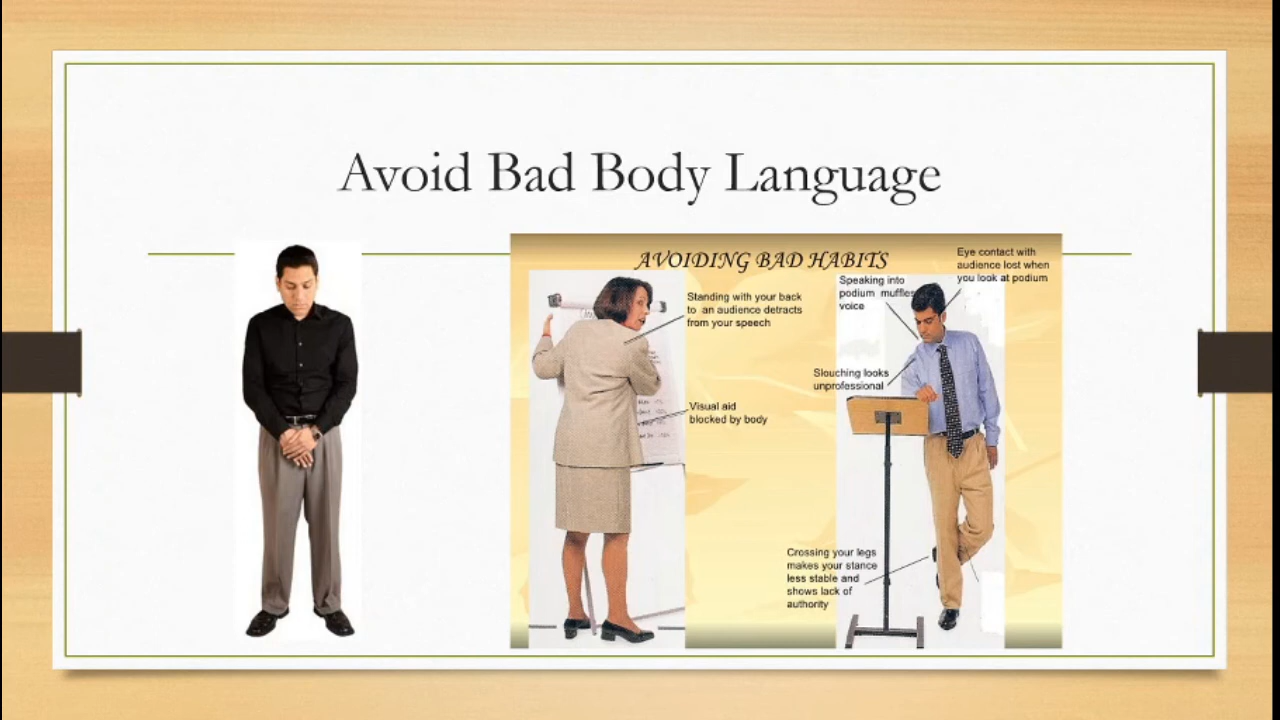 Avoid Bad Body Language
AVOIDING BAD HABITS
Standing with your back
to an audience detracts
from your speech
Visual aid
blocked by body
Speaking into
podium muffles
voice
Eye contact with
audience lost when
you look at podium
Slouching looks
unprofessional
Crossing your legs
makes your stance
less stable and
shows lack of
authority